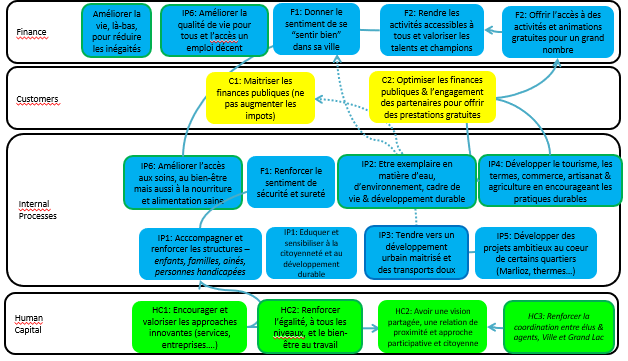 Finance
Améliorer la
vie, là-bas,
pour réduire
les inégaités
IP6: Améliorer la
qualité de vie pour
tous et l'accès un
emploi décent
F1: Donner le
sentiment de se
"sentir bien"
dans sa ville
F2: Rendre les
activités accessibles à
tous et valoriser les
talents et champions
F2: Offrir l'accès à des
activités et animations
gratuites pour un grand
nombre
Customers
C1: Maitriser les
finances publiques (ne
pas augmenter les
impots)
C2: Optimiser les finances
publiques & l'engagement
des partenaires pour offrir
des prestations gratuites
Internal
Processes
IP6: Améliorer l'accès
aux soins, au bien-être
mais aussi à la nourriture
et alimentation sains
F1: Renforcer le
sentiment de
sécurité et sureté
IP2: Etre exemplaire en
matière d'eau,
d'environnement, cadre de
vie & développement durable
IP4: Développer le tourisme, les
termes, commerce, artisanat &
agriculture en encourageant les
pratiques durables
IP1: Acccompagner et
renforcer les structures –
enfants, familles, ainés,
personnes handicapées
IP1: Eduquer et
sensibiliser à la
citoyenneté et au
développement
durable
IP3: Tendre vers un
développement
urbain maitrisé et
des transports doux
IP5: Développer des
projets ambitieux au coeur
de certains quartiers
(Marlioz, thermes...)
Human
Capital
HC1: Encourager et
valoriser les approches
innovantes (services,
entreprises....)
HC2: Renforcer
l'égalité, à tous les
niveaux, et le bien-
être au travail
HC2: Avoir une vision
partagée, une relation de
proximité et approche
participative et citoyenne
HC3: Renforcer la
coordination entre élus &
agents, Ville et Grand Lac